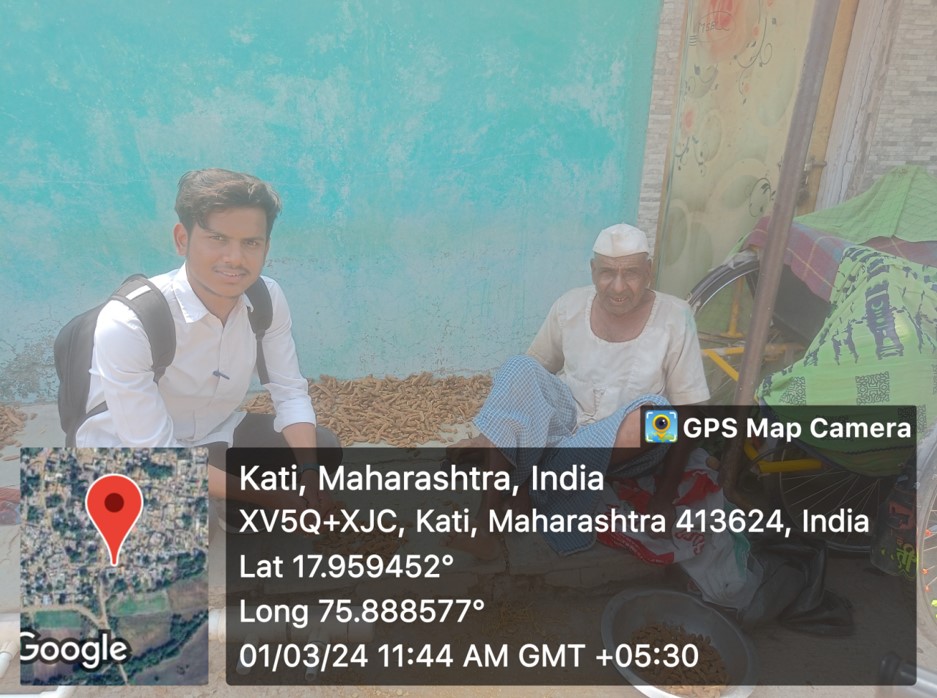 GPS Map Camera
Kati, Maharashtra, India
XV5Q+XJC, Kati, Maharashtra 413624, India
Lat 17.959452°
Long 75.888577°
01/03/24 11:44 AM GMT +05:30
Google